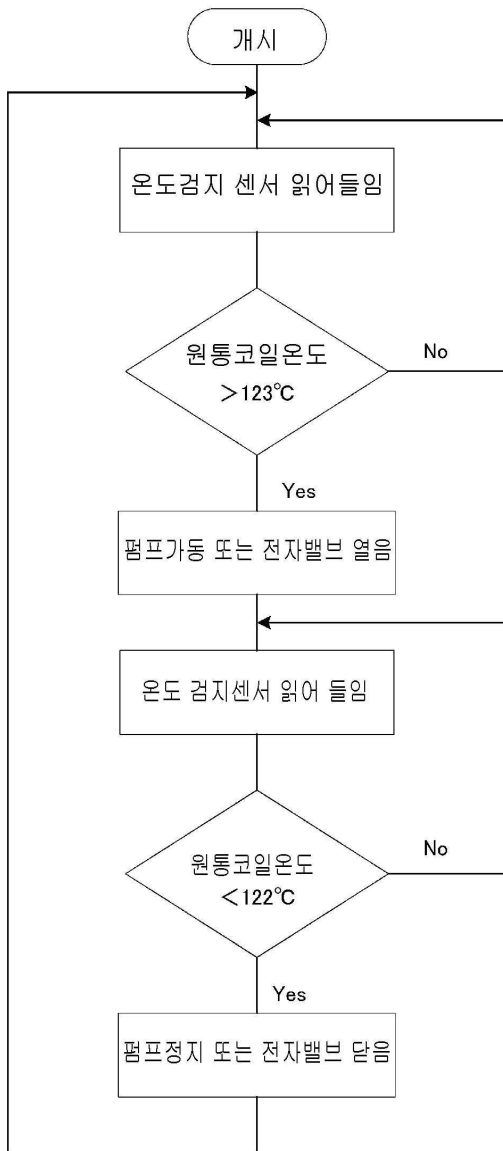 개시
온도검지 센서 읽어들임
원통코일온도
>123℃
No
Yes
펌프가동 또는 전자밸브 열음
온도 검지센서 읽어 들임
원통코일온도
<122℃
No
Yes
펌프정지 또는 전자밸브 닫음